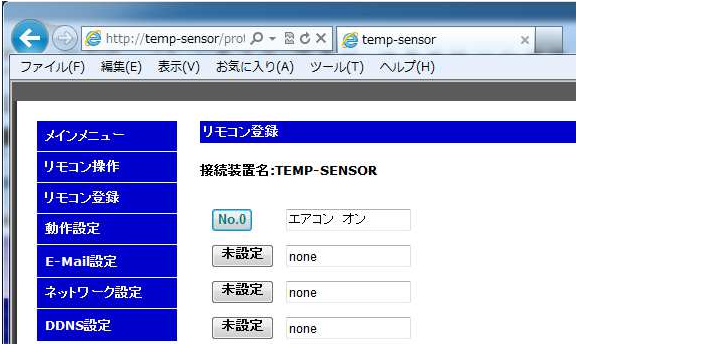 http://temp-sensor/prot
temp-sensor
ファイル(F) 編集(E) 表示(V) お気に入り(A) ツール(T) ヘルプ(H)
メインメニュー
リモコン操作
リモコン登録
動作設定
E-Mail設定
ネットワーク設定
DDNS設定
リモコン登録
接続装置名:TEMP-SENSOR
No.0 エアコン オン
未設定 none
未設定 none
未設定 none